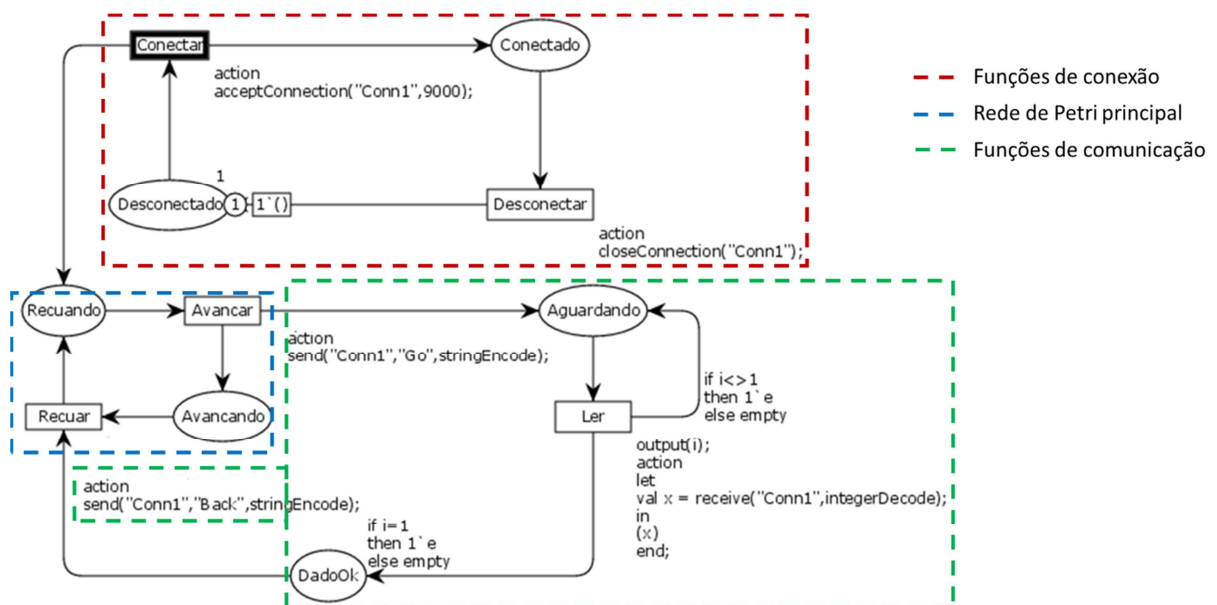 Conectar
Conectado
action
acceptConnection("Conn1",9000);
1
Desconectado
1
1`()
Desconectar
action
closeConnection("Conn1");
Funções de conexão
Rede de Petri principal
Funções de comunicação
Recuando
Avancar
Aguardando
action
send("Conn1","Go",stringEncode);
if i<>1
then 1`e
else empty
Recuar
Avancando
Ler
output(i);
action
let
val x = receive("Conn1",integerDecode);
in
(x)
end;
action
send("Conn1","Back",stringEncode);
if i=1
then 1`e
else empty
DadoOk